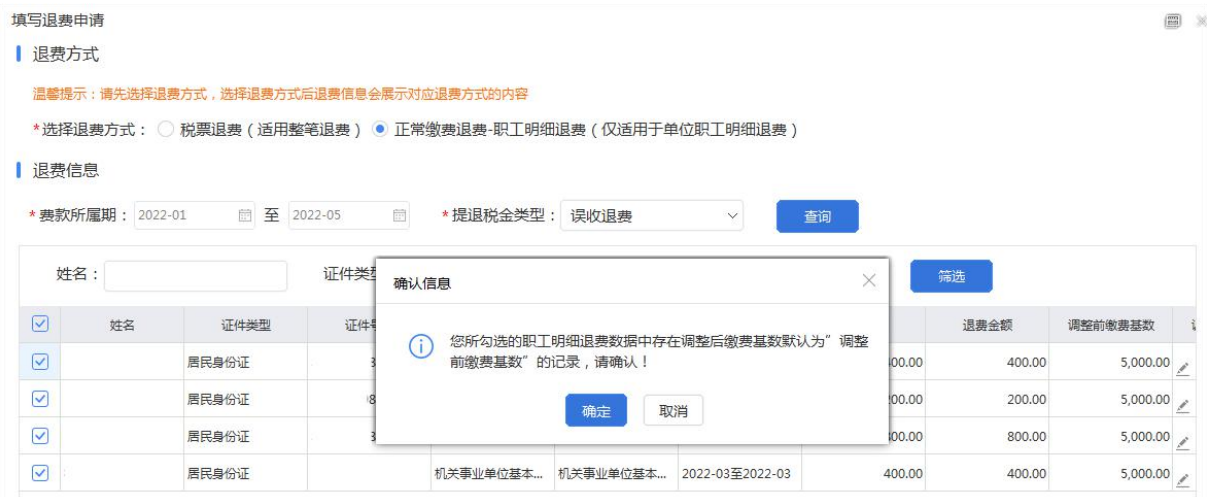 填写退费申请
退费方式
温馨提示：请先选择退费方式，选择退费方式后退费信息会展示对应退费方式的内容
*选择退费方式： 税票退费（适用整笔退费） 正常缴费退费-职工明细退费（仅适用于单位职工明细退费）
退费信息
*费款所属期： 2022-01 至 2022-05 *提退税金类型： 误收退费 查询
姓名： 证件类型 筛选
确认信息
您所勾选的职工明细退费数据中存在调整后缴费基数默认为”调整
前缴费基数”的记录，请确认！
确定 取消
姓名 证件类型 证件号 退费金额 调整前缴费基数
居民身份证 400.00 5,000.00
居民身份证 200.00 5,000.00
居民身份证 800.00 5,000.00
居民身份证 机关事业单位基本... 机关事业单位基本... 2022-03至2022-03 400.00 400.00 5,000.00